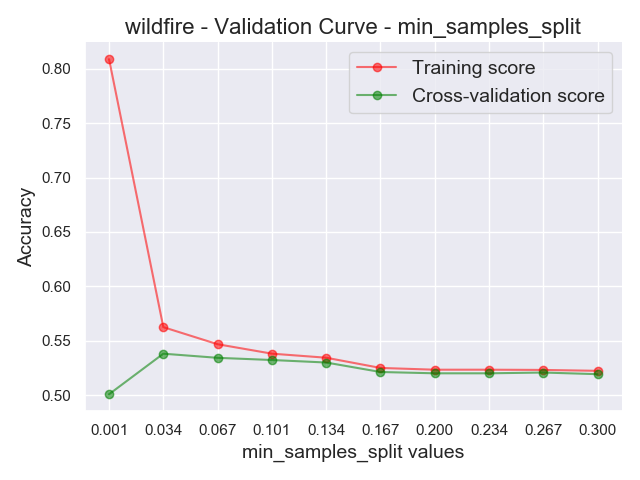 wildfire - Validation Curve - min_samples_split
Training score
Cross-validation score
Accuracy
0.80
0.75
0.70
0.65
0.60
0.55
0.50
0.001 0.034 0.067 0.101 0.134 0.167 0.200 0.234 0.267 0.300
min_samples_split values